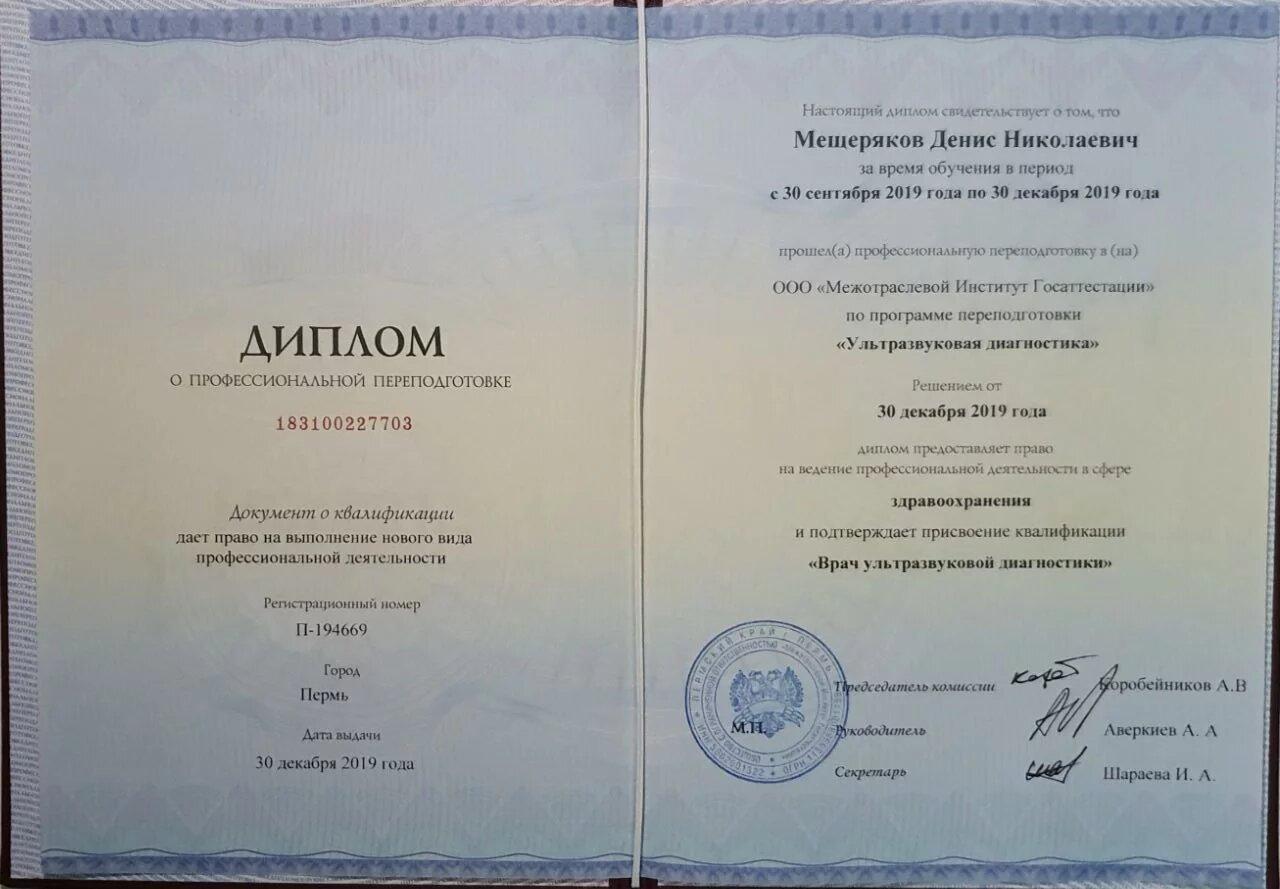 ДИПЛОМ
О ПРОФЕССИОНАЛЬНОЙ ПЕРЕПОДГОТОВКЕ
183100227703
Документ о квалификации
дает право на выполнение нового вида
профессиональной деятельности
Регистрационный номер
П-194669
Город
Пермь
Дата выдачи
30 декабря 2019 года
Настоящий диплом свидетельствует о том, что
Мещеряков Денис Николаевич
за время обучения в период
с 30 сентября 2019 года по 30 декабря 2019 года
прошел(а) профессиональную переподготовку в (на)
ООО «Межотраслевой Институт Госаттестации»
по программе переподготовки
«Ультразвуковая диагностика»
Решением от
30 декабря 2019 года
диплом предоставляет право
на ведение профессиональной деятельности в сфере
здравоохранения
и подтверждает присвоение квалификации
«Врач ультразвуковой диагностики»
ПЕРМСКИЙ КРАЙ Г. ПЕРМЬ
М.П.
Председатель комиссии Коробейников А.В
Руководитель Аверкиев А. А
Секретарь Шараева И. А.